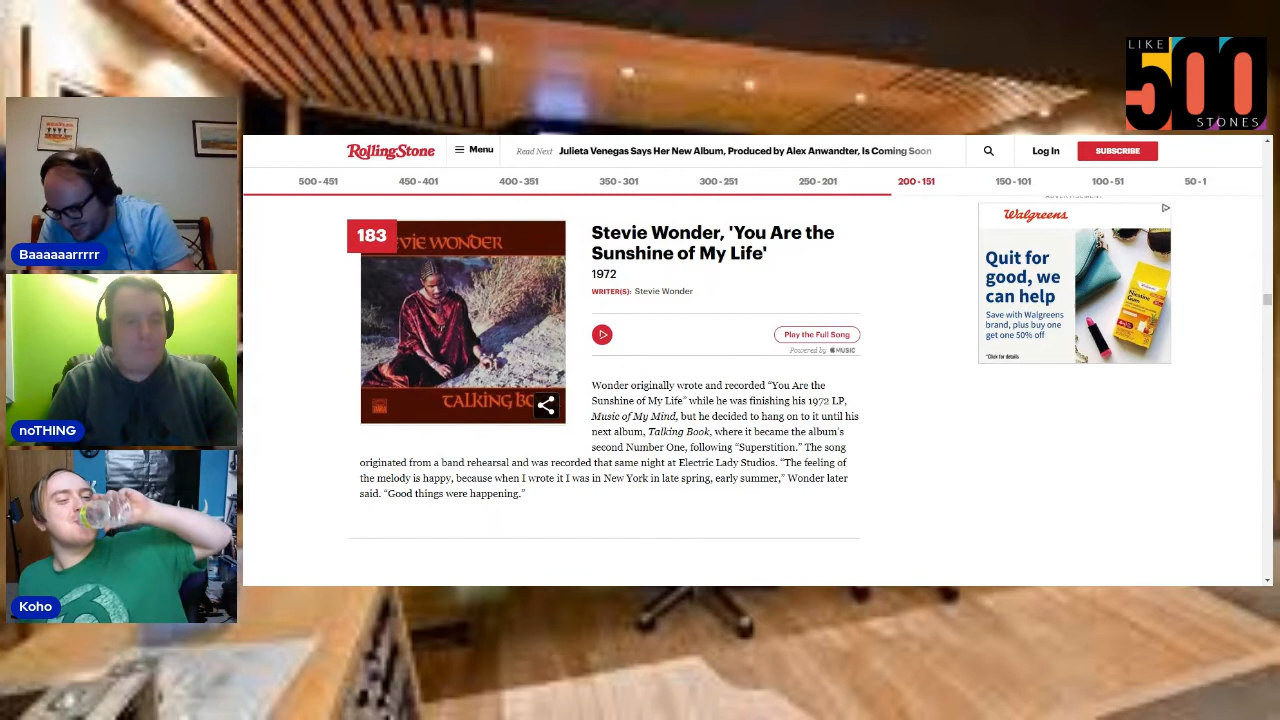 LIKE
500
STONES
Baaaaaarrrrr
noTHING
Koho
RollingStone
Menu
Read Next Julieta Venegas Says Her New Album, Produced by Alex Anwandter, Is Coming Soon
Log In
SUBSCRIBE
500 - 451
450 - 401
400 - 351
350 - 301
300 - 251
250 - 201
200 - 151
150 - 101
100 - 51
50 - 1
183
EVIE WONDER
TALKING BO
Stevie Wonder, 'You Are the
Sunshine of My Life'
1972
WRITER(S): Stevie Wonder
Play the Full Song
Powered by MUSIC
Wonder originally wrote and recorded “You Are the
Sunshine of My Life” while he was finishing his 1972 LP,
Music of My Mind, but he decided to hang on to it until his
next album, Talking Book, where it became the album’s
second Number One, following “Superstition.” The song
originated from a band rehearsal and was recorded that same night at Electric Lady Studios. “The feeling of
the melody is happy, because when I wrote it I was in New York in late spring, early summer,” Wonder later
said. “Good things were happening.”
ADVERTISEMENT
Walgreens
Quit for
good, we
can help
Save with Walgreens
brand, plus buy one
get one 50% off
*Click for details
Nicotine
Gum